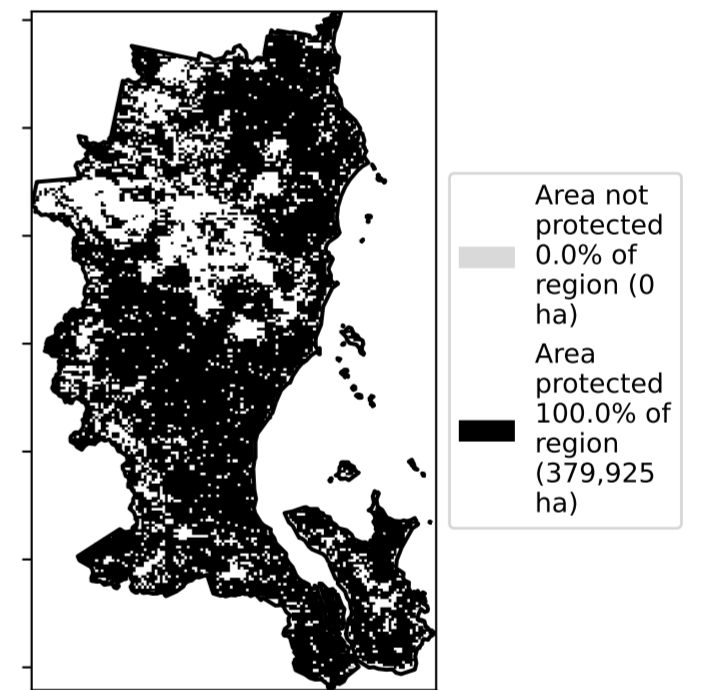 Area not
protected
0.0% of
region (0
ha)
Area
protected
100.0% of
region
(379,925
ha)